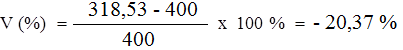 V (%) = 318,53 - 400 / 400 x 100 % = - 20,37 %